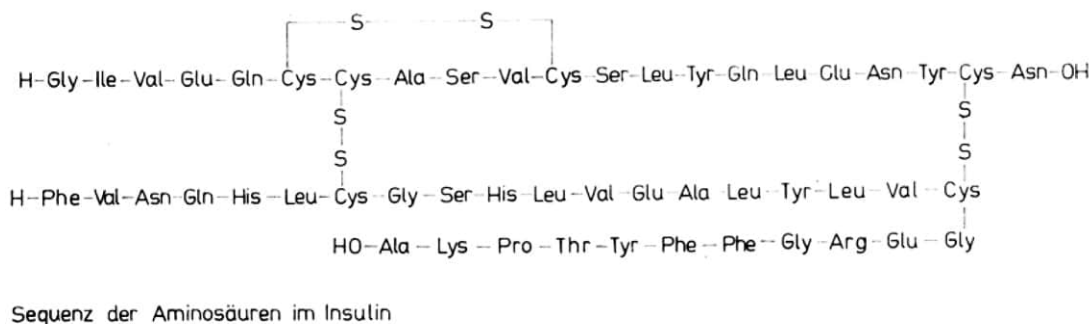 S S
H-Gly-Ile-Val-Glu-Gln-Cys-Cys-Ala-Ser-Val-Cys-Ser-Leu-Tyr-Gln-Leu-Glu-Asn-Tyr-Cys-Asn-OH
S S
S S
H-Phe-Val-Asn-Gln-His-Leu-Cys-Gly-Ser-His-Leu-Val-Glu-Ala-Leu-Tyr-Leu-Val-Cys
HO-Ala-Lys-Pro-Thr-Tyr-Phe-Phe-Gly-Arg-Glu-Gly
Sequenz der Aminosäuren im Insulin